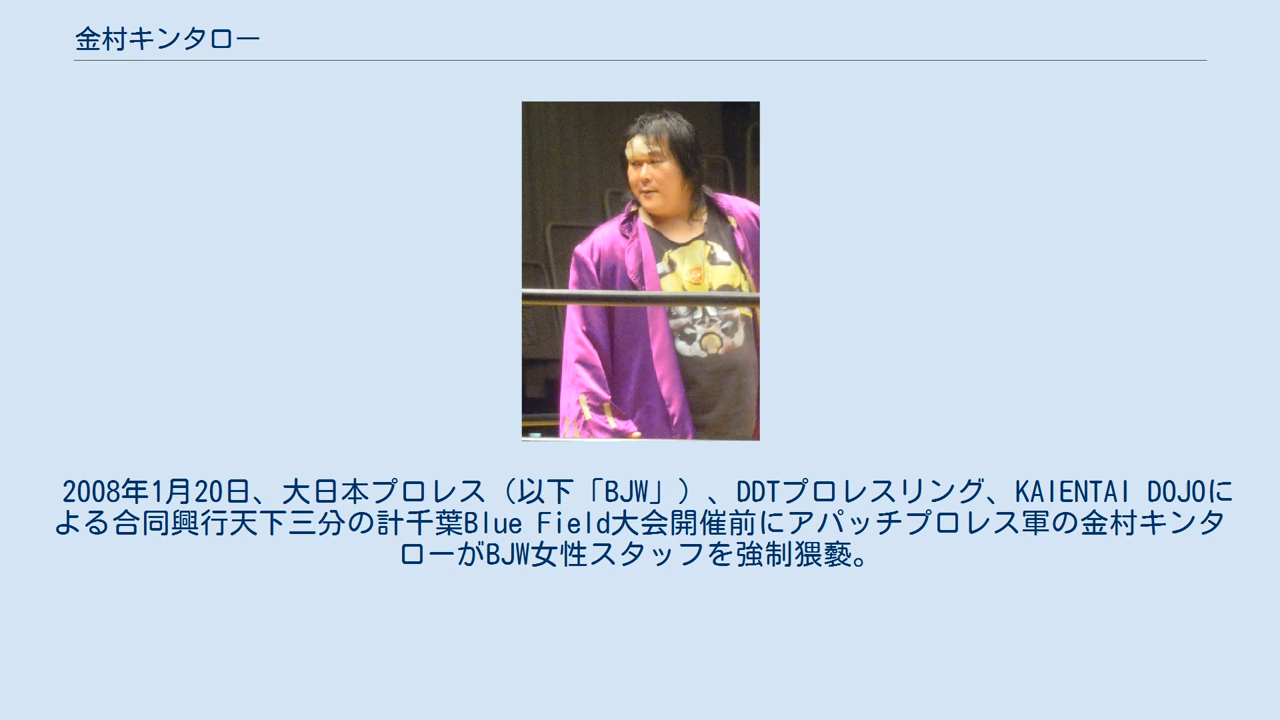 金村キンタロー
2008年1月20日、大日本プロレス（以下「BJW」）、DDTプロレスリング、KAIENTAI DOJOに
よる合同興行天下三分の計千葉Blue Field大会開催前にアパッチプロレス軍の金村キンタ
ローがBJW女性スタッフを強制猥褻。